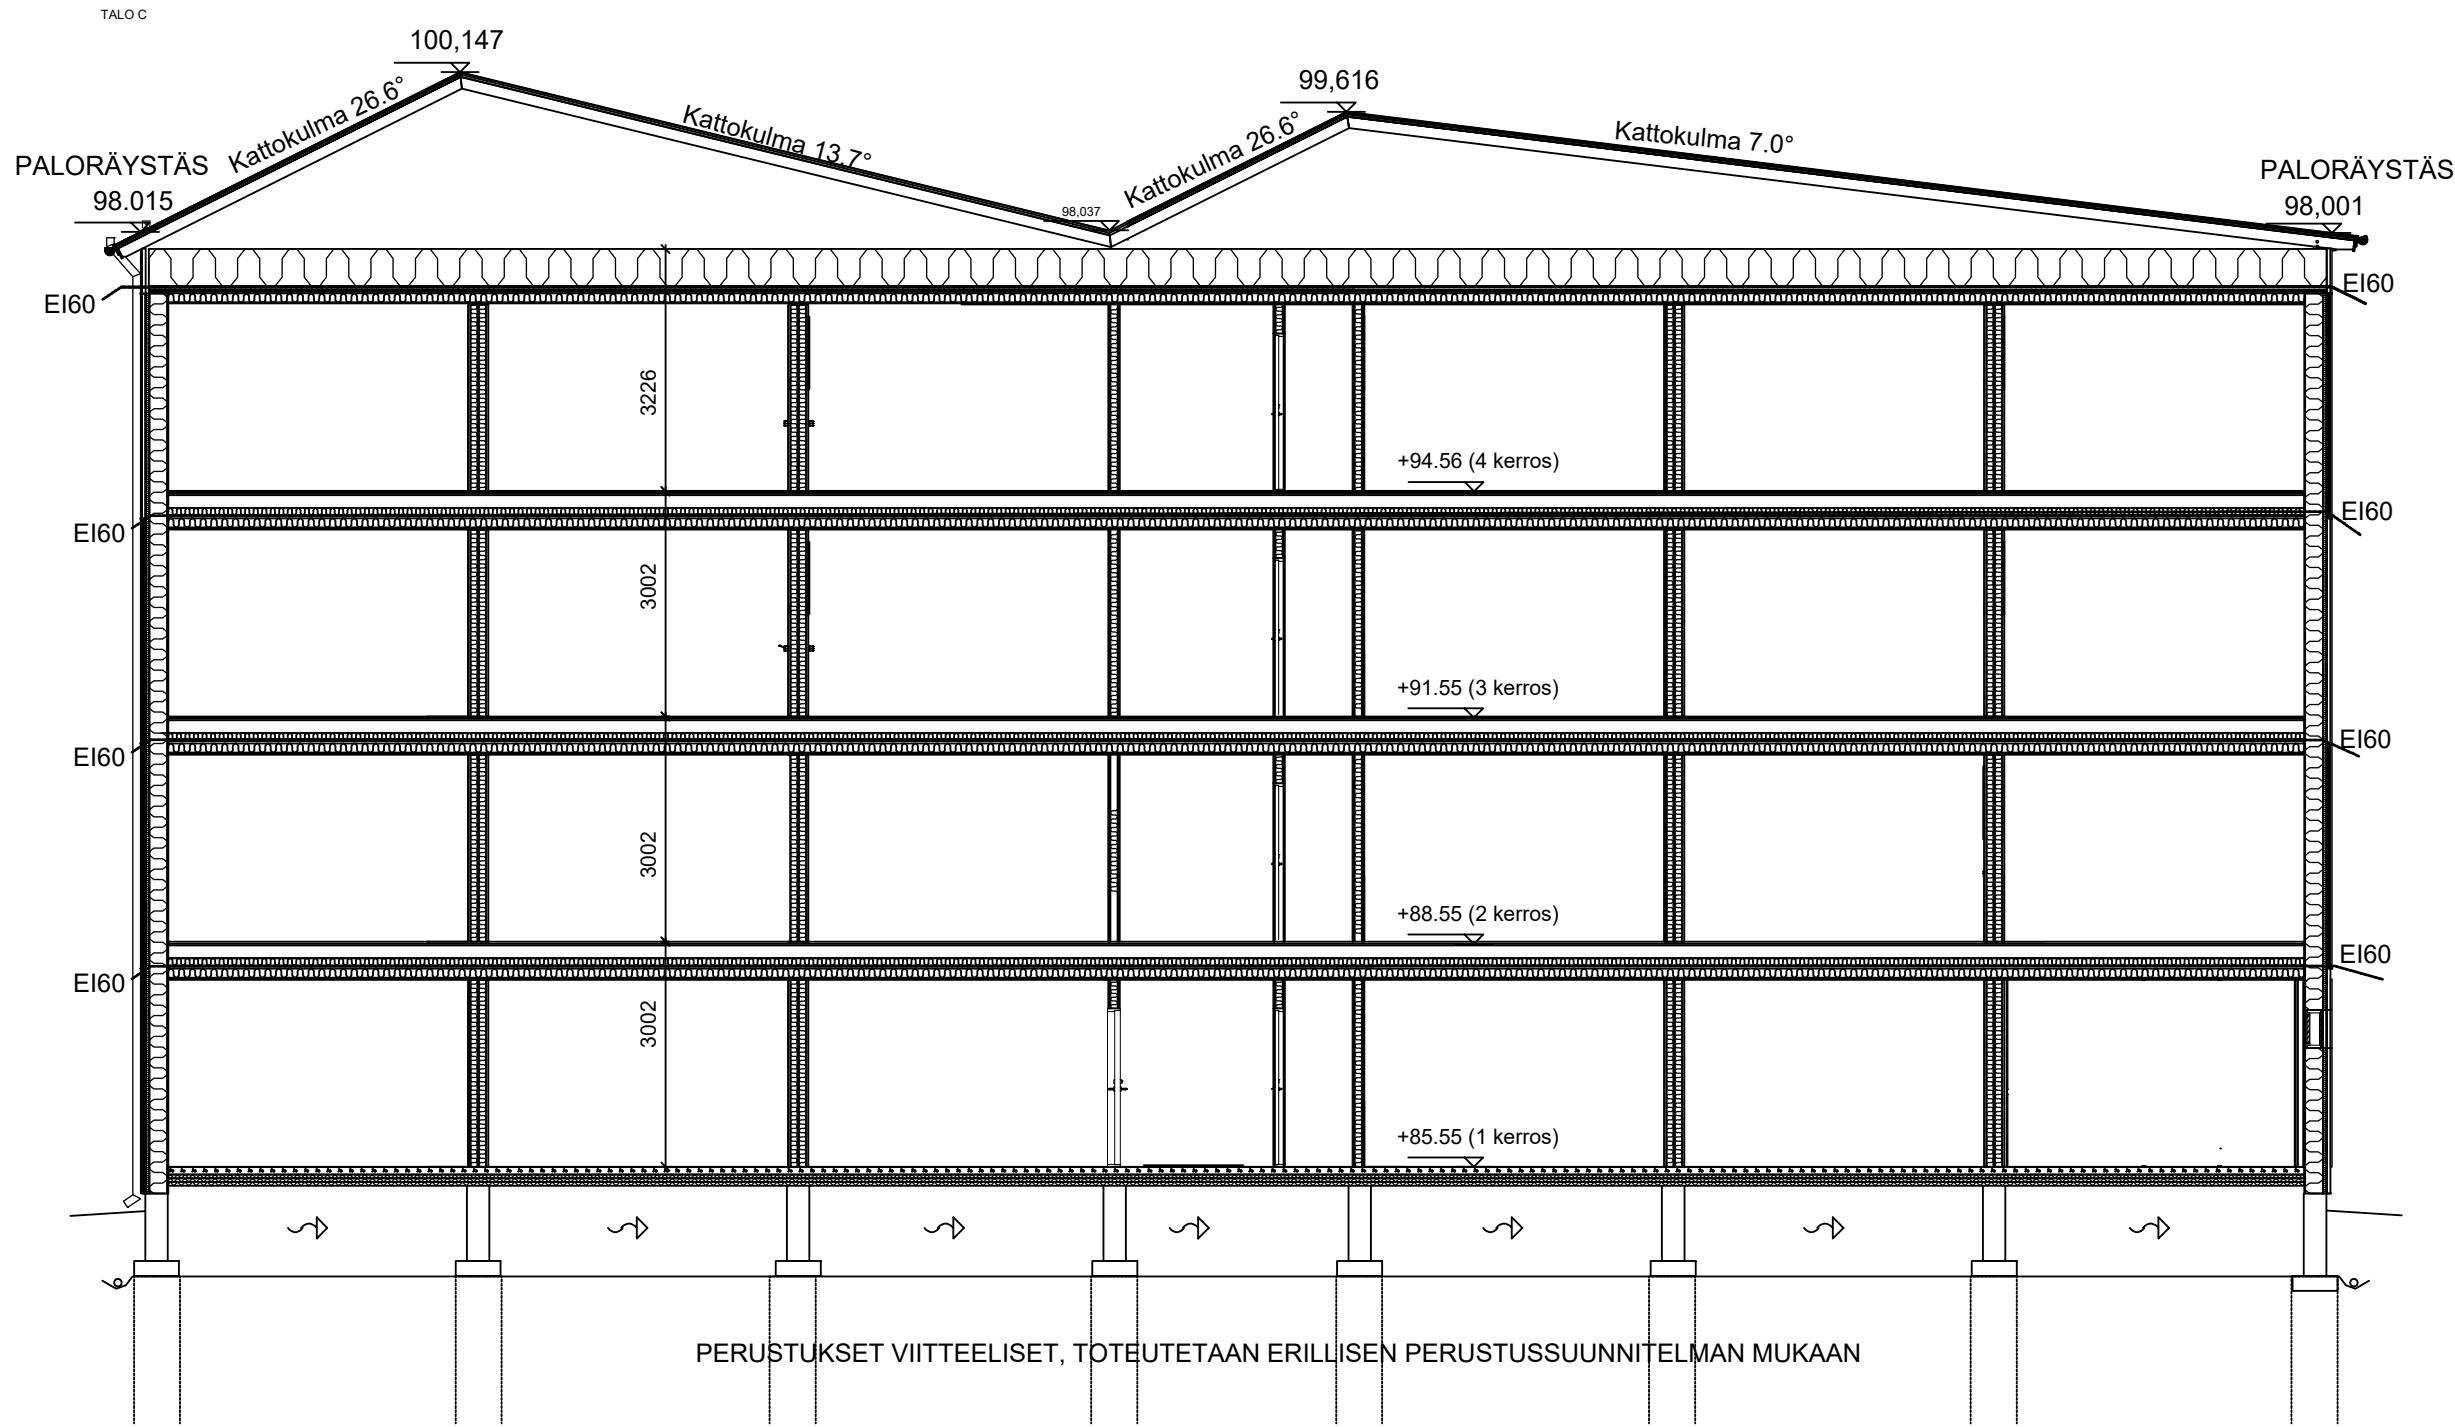 TALO C
100,147
99,616
Kattokulma 26.6°
Kattokulma 13.7°
Kattokulma 26.6°
Kattokulma 7.0°
PALORÄYSTÄS
98.015
98,037
PALORÄYSTÄS
98,001
EI60
EI60
3226
+94.56 (4 kerros)
EI60
EI60
3002
+91.55 (3 kerros)
EI60
EI60
3002
+88.55 (2 kerros)
EI60
EI60
3002
+85.55 (1 kerros)
PERUSTUKSET VIITTEELISET, TOTEUTETAAN ERILLISEN PERUSTUSSUUNNITELMAN MUKAAN